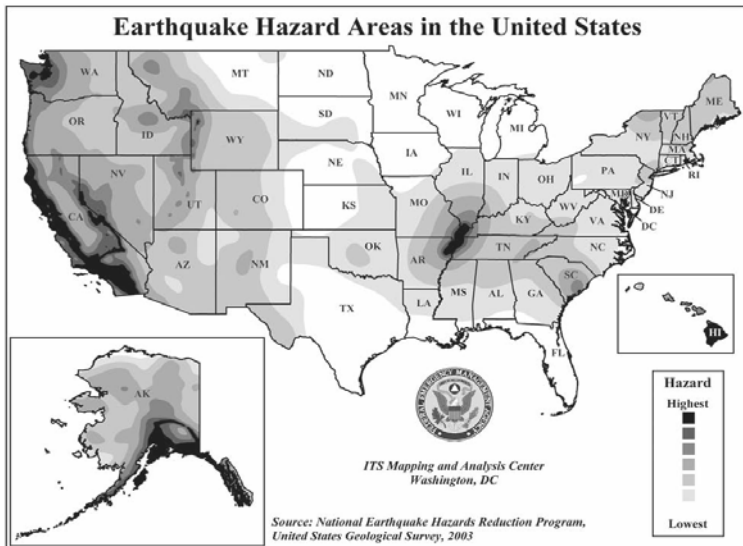 Earthquake Hazard Areas in the United States
WA
MT
ND
MN
ME
OR
ID
WY
SD
WI
MI
VT
NH
NY
MA
CT
RI
NV
NE
IA
PA
NJ
CA
UT
CO
KS
MO
IL
IN
OH
WV
MD
DE
DC
VA
KY
AZ
NM
OK
AR
TN
NC
SC
TX
LA
MS
AL
GA
FL
HI
AK
Hazard
Highest
Lowest
FEDERAL EMERGENCY MANAGEMENT AGENCY
ITS Mapping and Analysis Center
Washington, DC
Source: National Earthquake Hazards Reduction Program,
United States Geological Survey, 2003